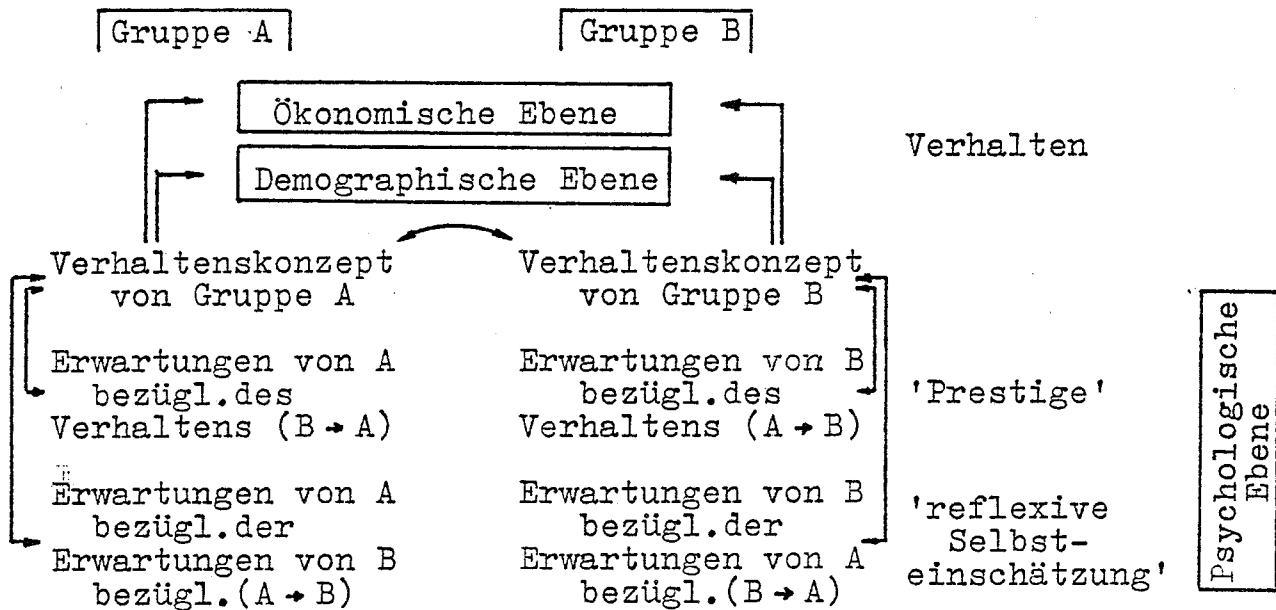 Gruppe A
Gruppe B
Ökonomische Ebene
Demographische Ebene
Verhalten
Verhaltenskonzept
von Gruppe A
Verhaltenskonzept
von Gruppe B
Erwartungen von A
bezügl.des
Verhaltens (B → A)
Erwartungen von B
bezügl.des
Verhaltens (A → B)
'Prestige'
Erwartungen von A
bezügl.der
Erwartungen von B
bezügl.(A → B)
Erwartungen von B
bezügl.der
Erwartungen von A
bezügl.(B → A)
'reflexive
Selbst-
einschätzung'
Psychologische
Ebene